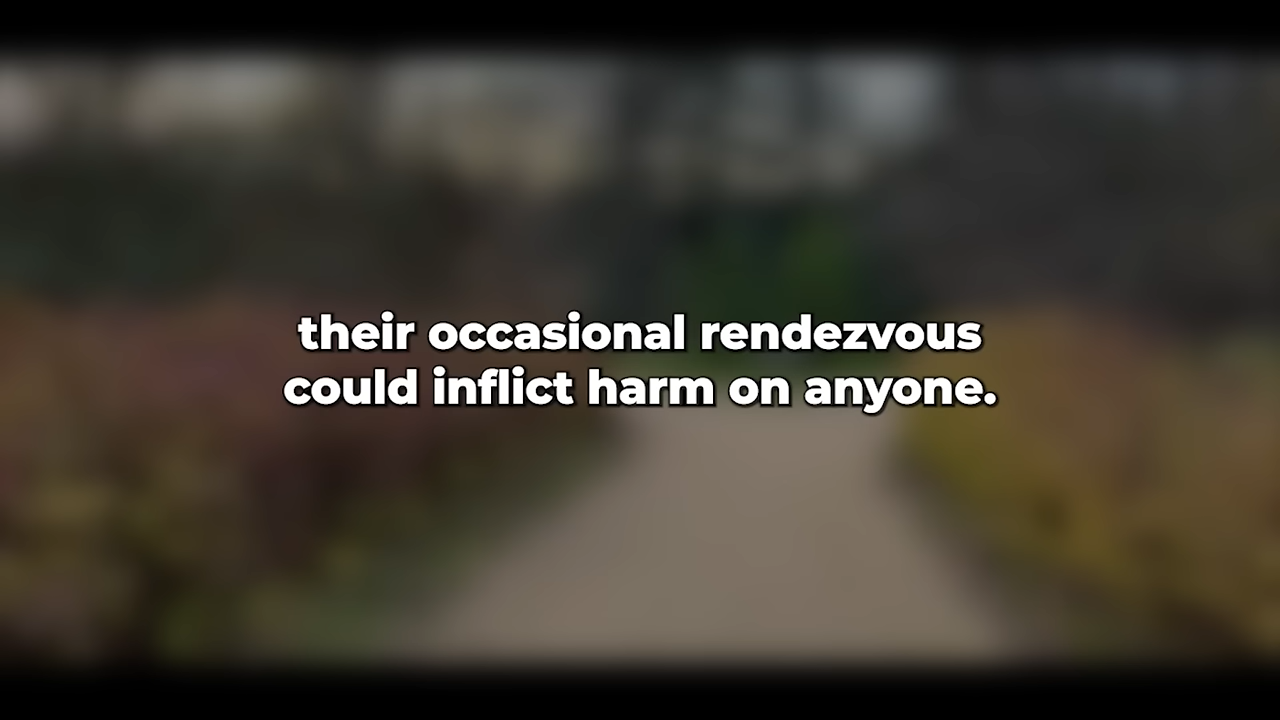 their occasional rendezvous
could inflict harm on anyone.